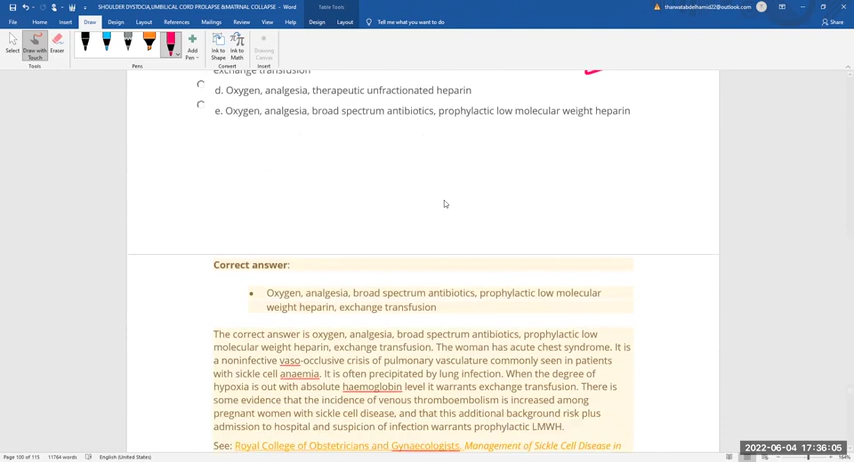 SHOULDER DYSTOCIA,UMBILICAL CORD PROLAPSE &MATRNAL COLLAPSE - Word
Table Tools
tharwatabdelhamid22@outlook.com
File Home Insert Draw Design Layout References Mailings Review View Help Design Layout Tell me what you want to do
Share
Select Draw with Touch Eraser Add Pen Ink to Shape Ink to Math Drawing Canvas
Tools Pens Convert Insert
exchange transfusion
d. Oxygen, analgesia, therapeutic unfractionated heparin
e. Oxygen, analgesia, broad spectrum antibiotics, prophylactic low molecular weight heparin
Correct answer:
Oxygen, analgesia, broad spectrum antibiotics, prophylactic low molecular
weight heparin, exchange transfusion
The correct answer is oxygen, analgesia, broad spectrum antibiotics, prophylactic low
molecular weight heparin, exchange transfusion. The woman has acute chest syndrome. It is
a noninfective vaso-occlusive crisis of pulmonary vasculature commonly seen in patients
with sickle cell anaemia. It is often precipitated by lung infection. When the degree of
hypoxia is out with absolute haemoglobin level it warrants exchange transfusion. There is
some evidence that the incidence of venous thromboembolism is increased among
pregnant women with sickle cell disease, and that this additional background risk plus
admission to hospital and suspicion of infection warrants prophylactic LMWH.
See: Royal College of Obstetricians and Gynaecologists. Management of Sickle Cell Disease in
2022-06-04 17:36:05
Page 100 of 115 11764 words English (United States)
164%